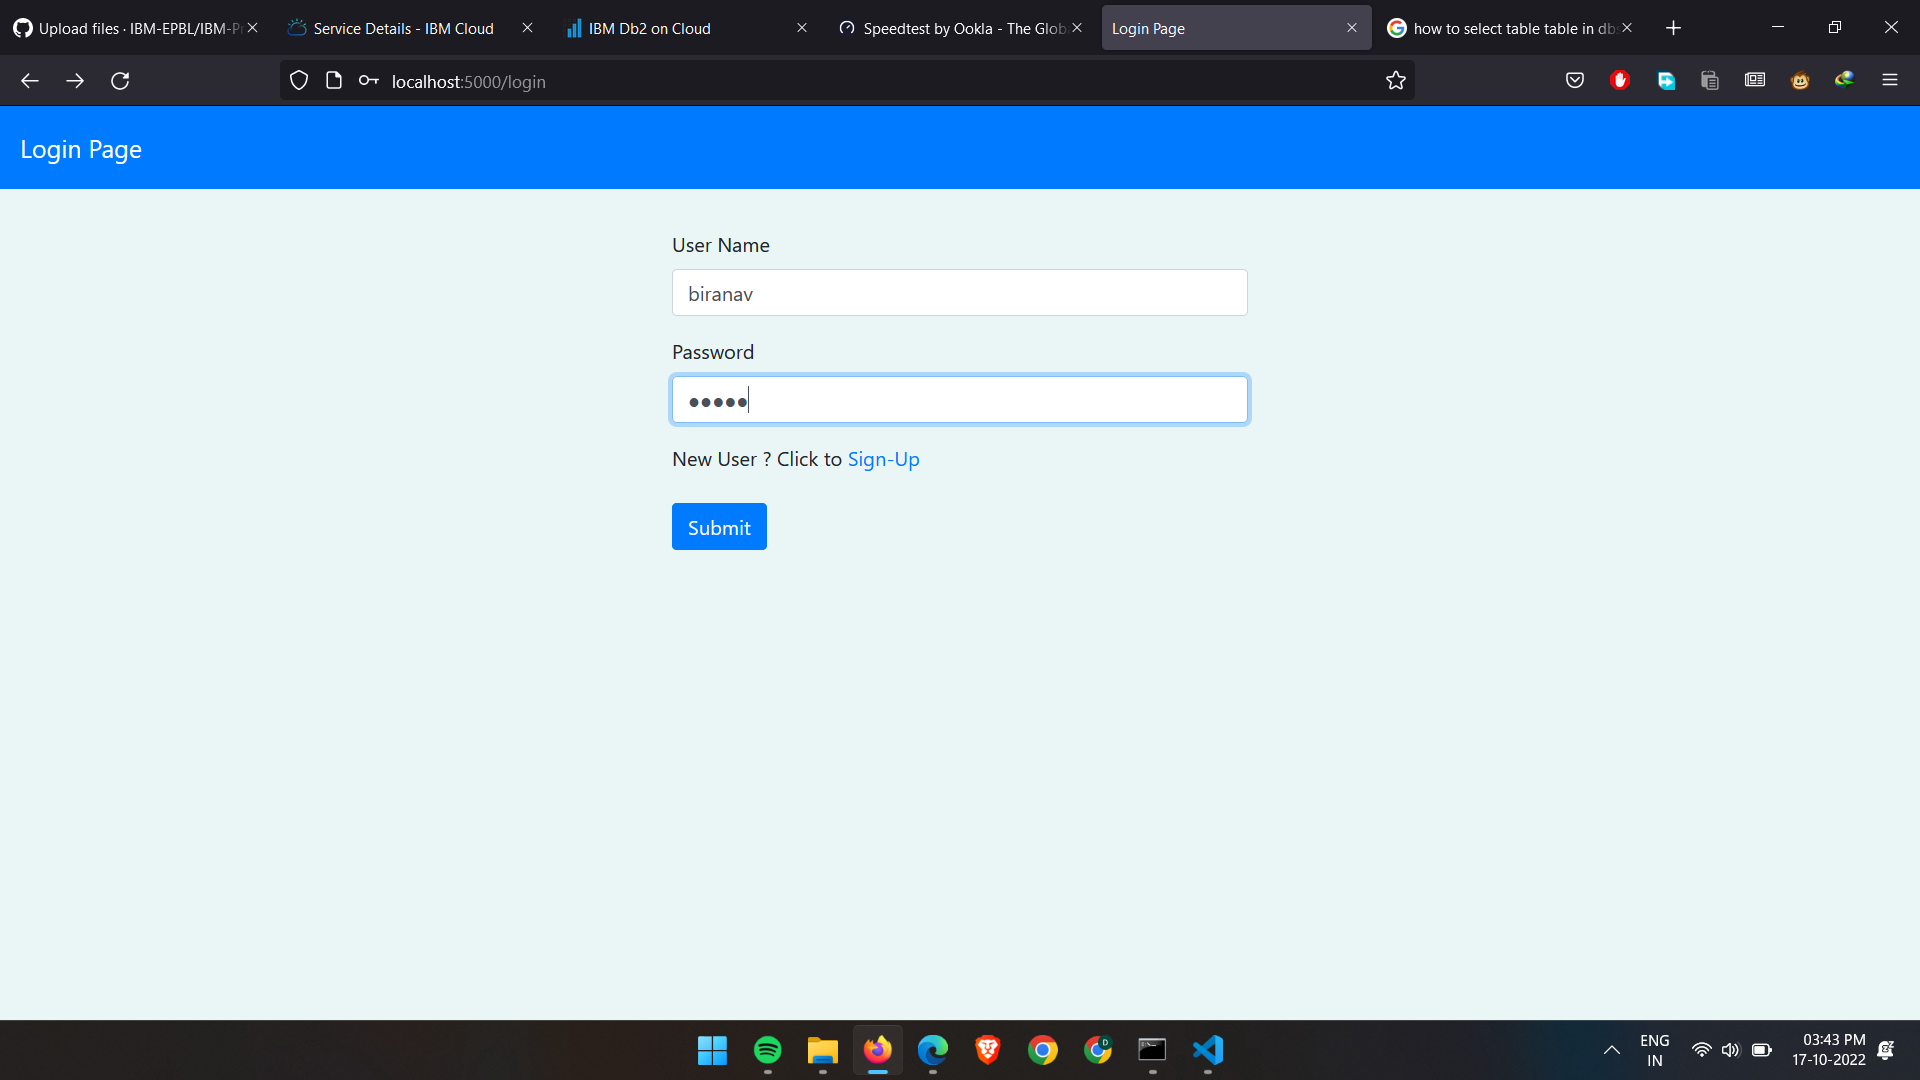 Upload files · IBM-EPBL/IBM-Pr
Service Details - IBM Cloud
IBM Db2 on Cloud
Speedtest by Ookla - The Glob
Login Page
how to select table table in db
localhost:5000/login
Login Page
User Name
biranav
Password
New User ? Click to Sign-Up
Submit
ENG
IN
03:43 PM
17-10-2022